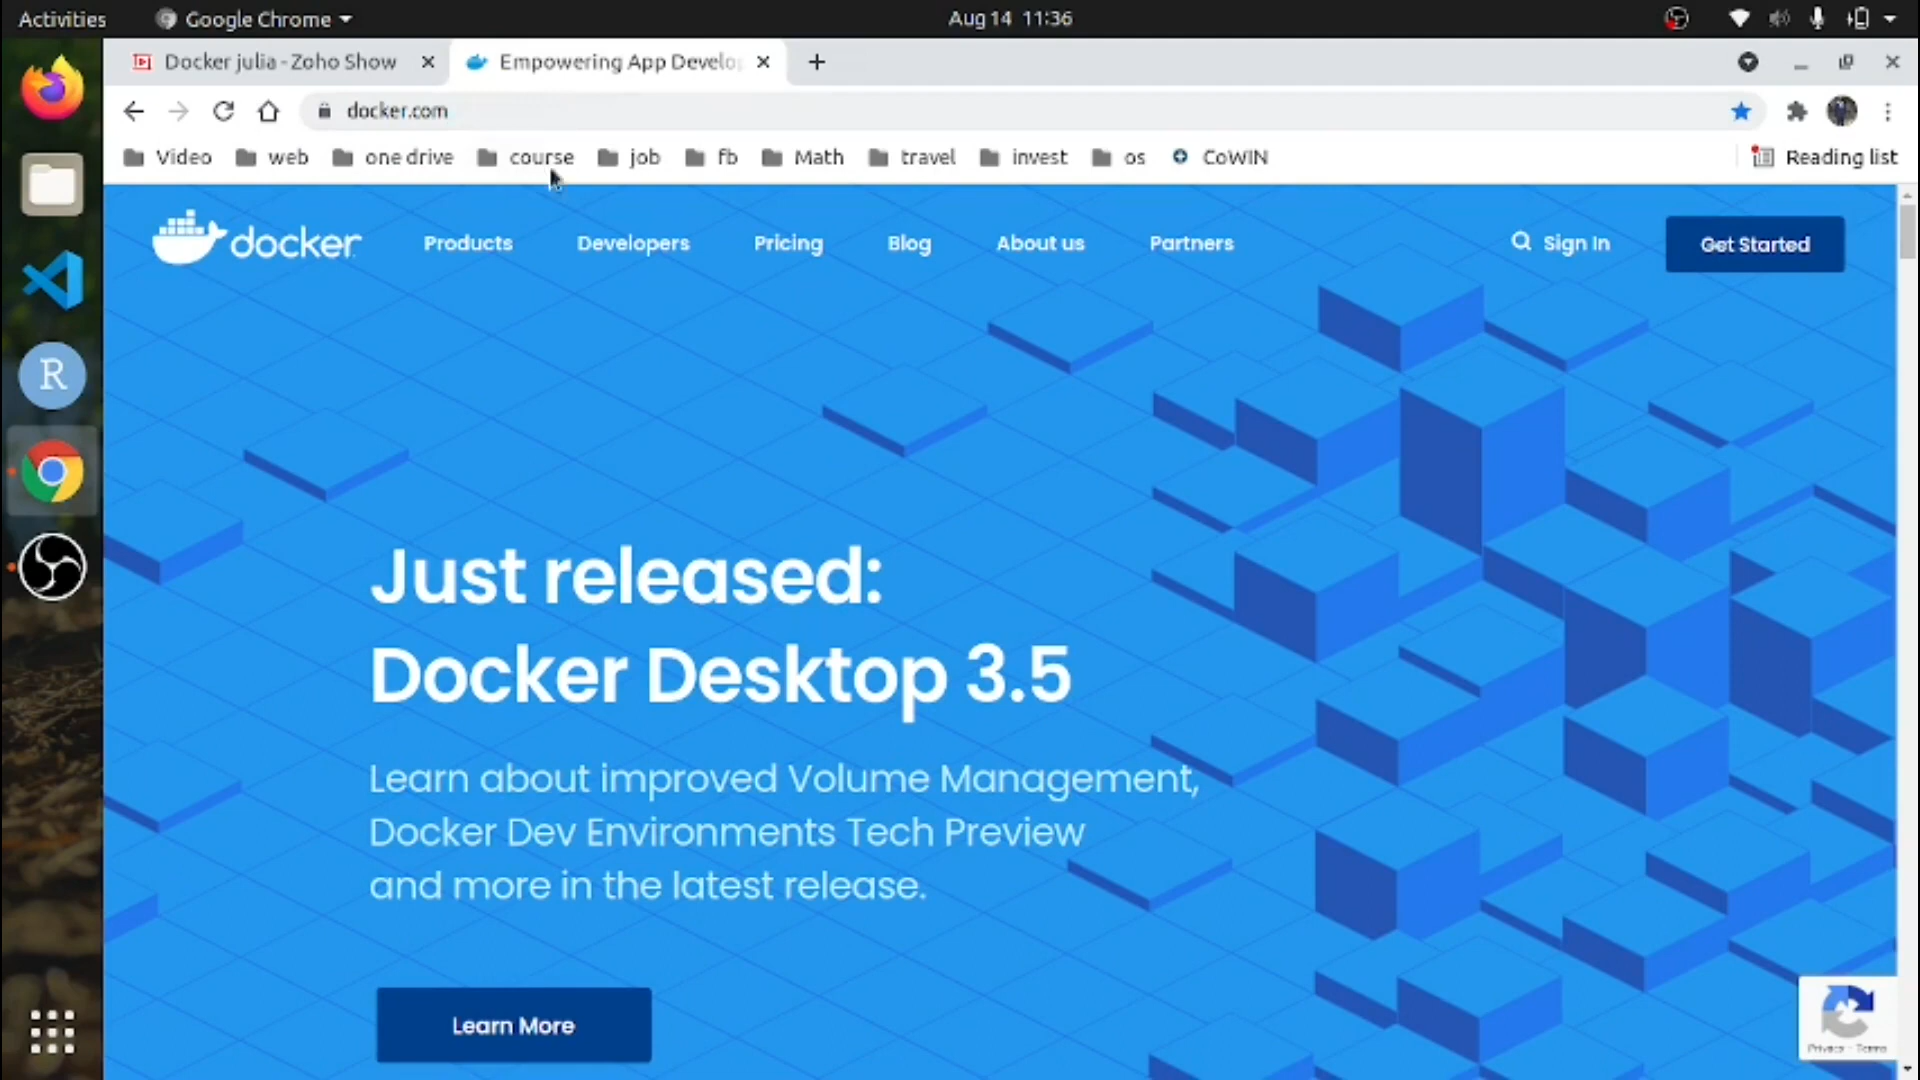 Activities Google Chrome Aug 14 11:36
Docker julia - Zoho Show Empowering App Develo
docker.com
Video web one drive course job fb Math travel invest os CoWIN Reading list
docker Products Developers Pricing Blog About us Partners Sign In Get Started
R
Just released:
Docker Desktop 3.5
Learn about improved Volume Management,
Docker Dev Environments Tech Preview
and more in the latest release.
Learn More
Privacy - Terms